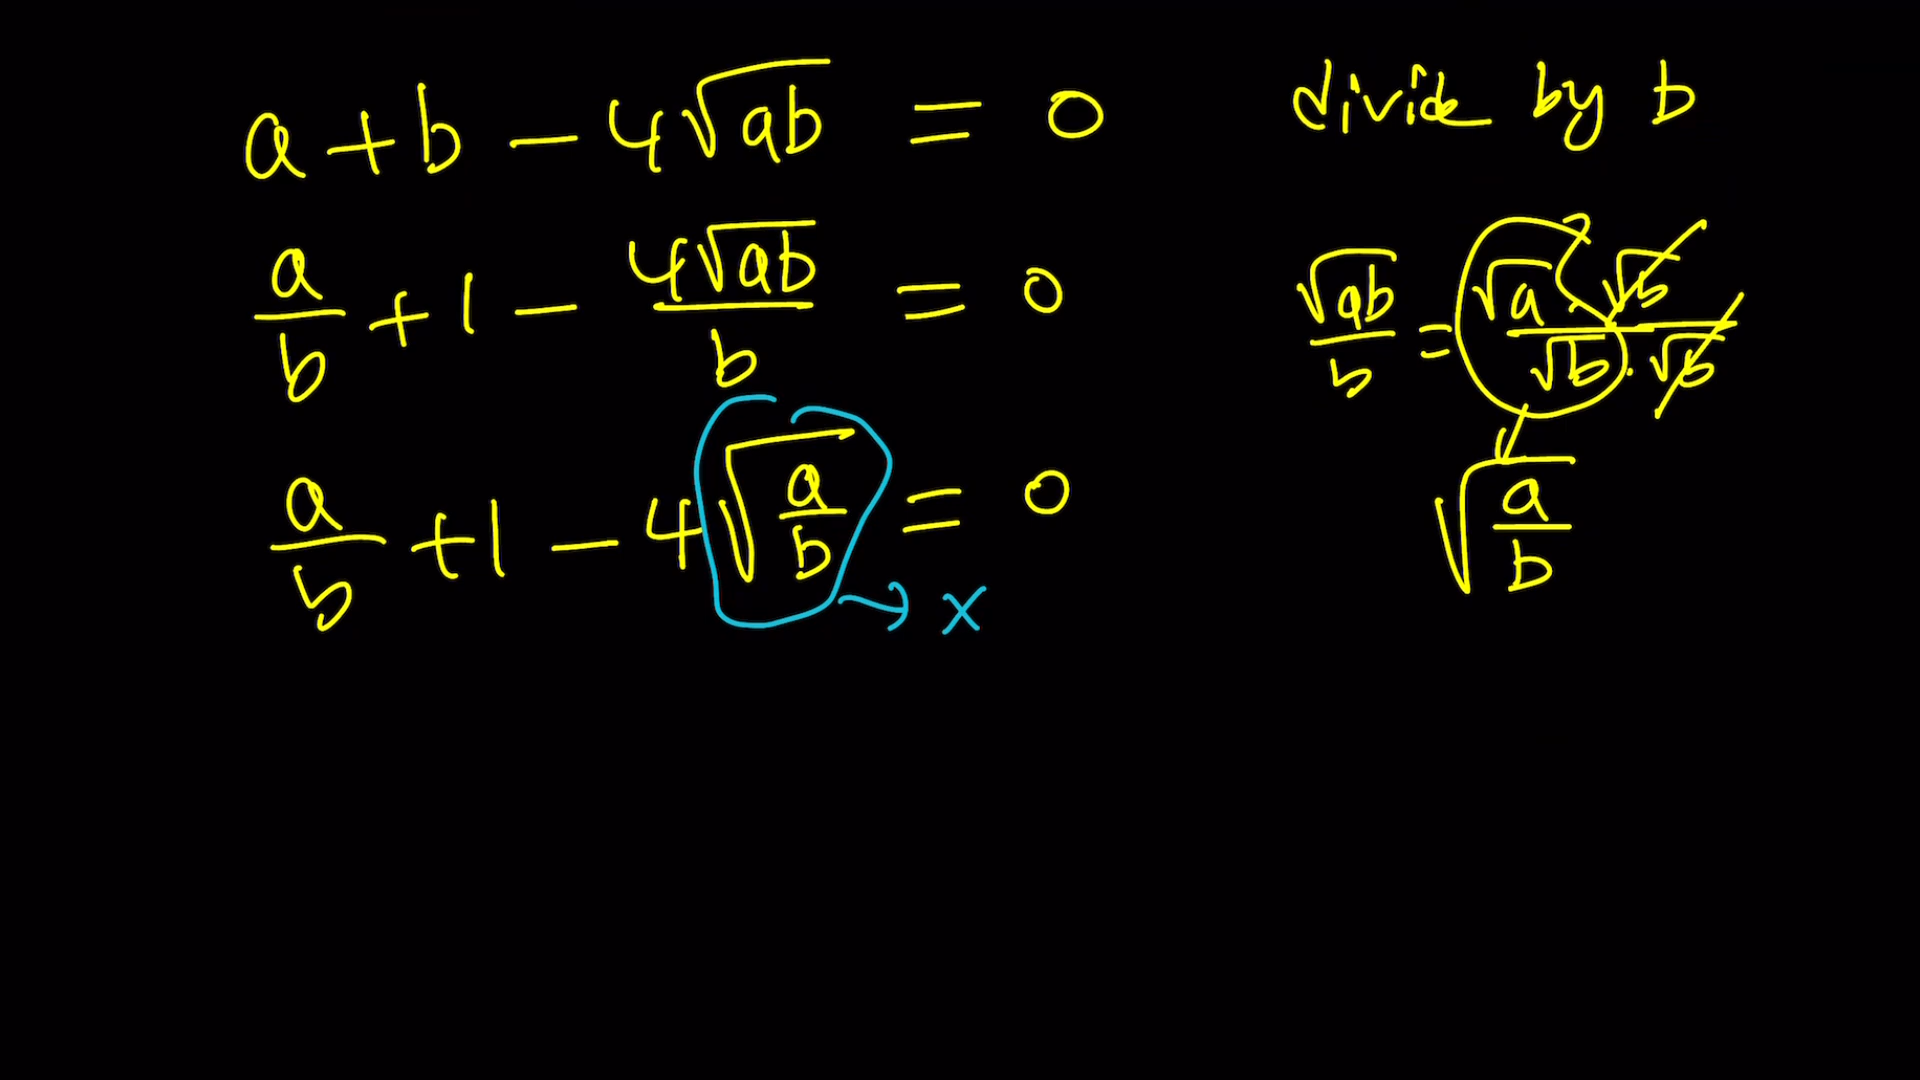 a + b - 4√ab = 0
divide by b
a/b + 1 - 4√ab/b = 0
√ab/b = √a √b/√b · √b
a/b + 1 - 4√a/b = 0
√a/b
→ x